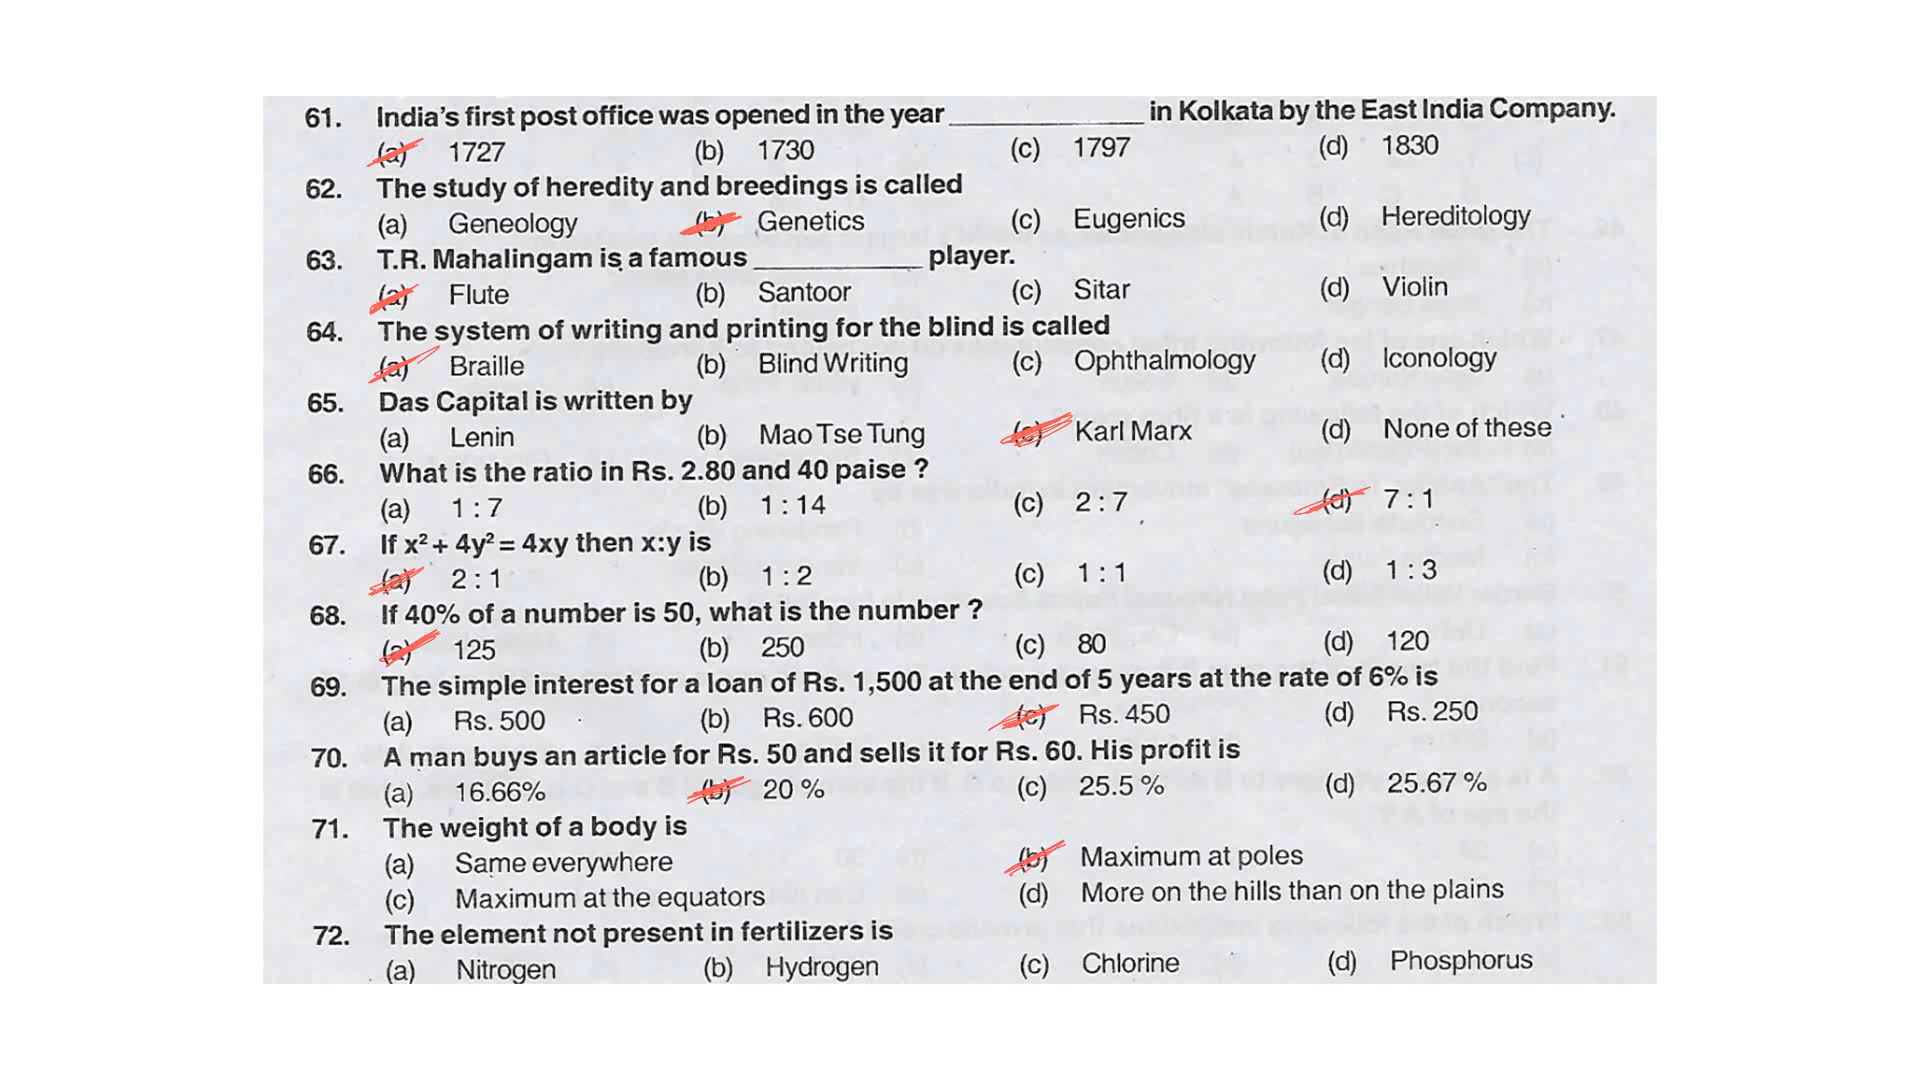 61. India's first post office was opened in the year ____________ in Kolkata by the East India Company.
(a) 1727 (b) 1730 (c) 1797 (d) 1830
62. The study of heredity and breedings is called
(a) Geneology (b) Genetics (c) Eugenics (d) Hereditology
63. T.R. Mahalingam is a famous ____________ player.
(a) Flute (b) Santoor (c) Sitar (d) Violin
64. The system of writing and printing for the blind is called
(a) Braille (b) Blind Writing (c) Ophthalmology (d) Iconology
65. Das Capital is written by
(a) Lenin (b) Mao Tse Tung (c) Karl Marx (d) None of these
66. What is the ratio in Rs. 2.80 and 40 paise ?
(a) 1 : 7 (b) 1 : 14 (c) 2 : 7 (d) 7 : 1
67. If x² + 4y² = 4xy then x:y is
(a) 2 : 1 (b) 1 : 2 (c) 1 : 1 (d) 1 : 3
68. If 40% of a number is 50, what is the number ?
(a) 125 (b) 250 (c) 80 (d) 120
69. The simple interest for a loan of Rs. 1,500 at the end of 5 years at the rate of 6% is
(a) Rs. 500 (b) Rs. 600 (c) Rs. 450 (d) Rs. 250
70. A man buys an article for Rs. 50 and sells it for Rs. 60. His profit is
(a) 16.66% (b) 20 % (c) 25.5 % (d) 25.67 %
71. The weight of a body is
(a) Same everywhere (b) Maximum at poles
(c) Maximum at the equators (d) More on the hills than on the plains
72. The element not present in fertilizers is
(a) Nitrogen (b) Hydrogen (c) Chlorine (d) Phosphorus